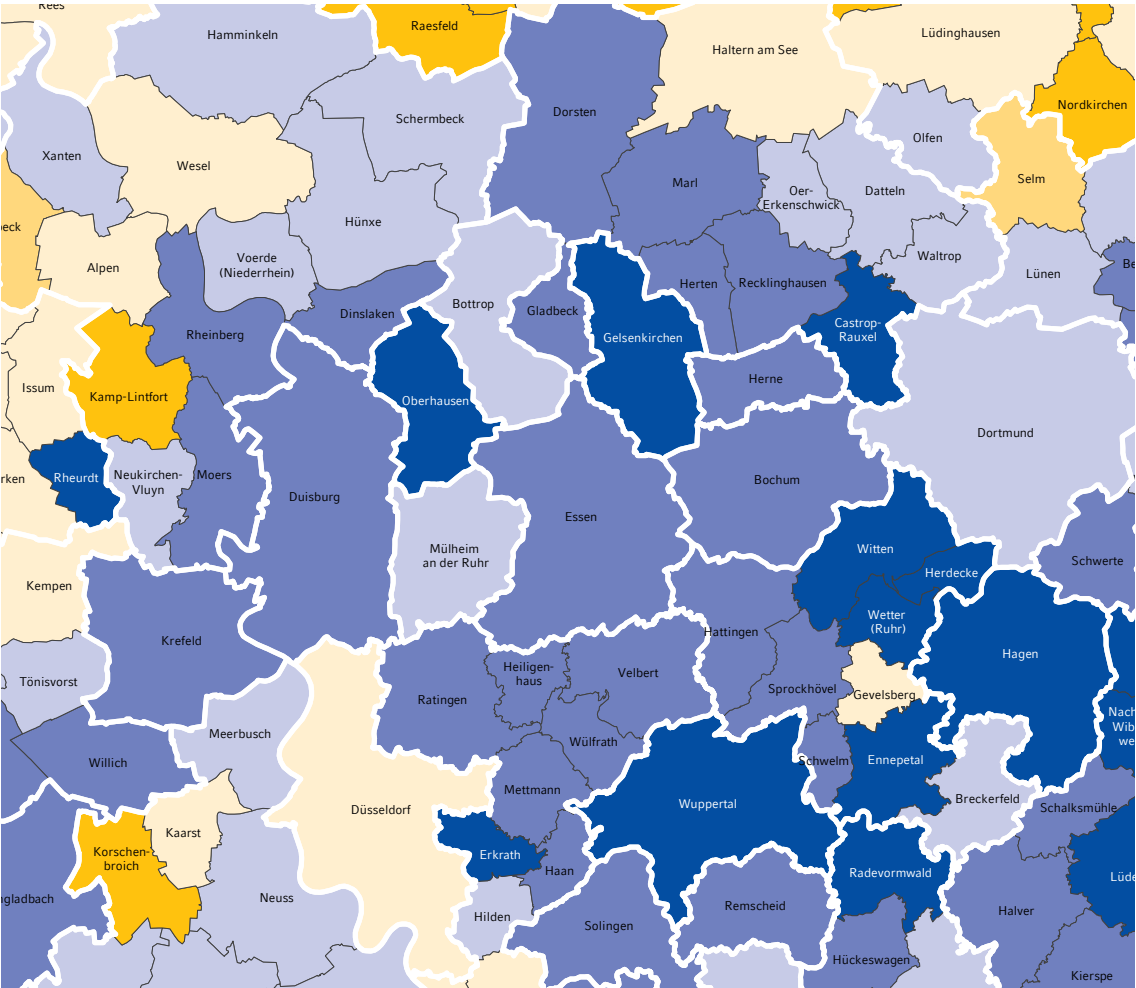 Rees
Hamminkeln
Raesfeld
Haltern am See
Lüdinghausen
Nordkirchen
Dorsten
Schermbeck
Olfen
Xanten
Wesel
Marl
Oer-
Erkenschwick
Datteln
Selm
Hünxe
eck
Alpen
Voerde
(Niederrhein)
Waltrop
Lünen
Be
Herten
Recklinghausen
Bottrop
Gladbeck
Dinslaken
Rheinberg
Gelsenkirchen
Castrop-
Rauxel
Herne
Issum
Kamp-Lintfort
Oberhausen
Dortmund
rken
Rheurdt
Neukirchen-
Vluyn
Moers
Duisburg
Bochum
Essen
Mülheim
an der Ruhr
Witten
Herdecke
Schwerte
Kempen
Wetter
(Ruhr)
Krefeld
Hattingen
Hagen
Tönisvorst
Heiligen-
haus
Velbert
Ratingen
Sprockhövel
Gevelsberg
Nach
Wib
we
Meerbusch
Wülfrath
Willich
Schwelm
Ennepetal
Mettmann
Breckerfeld
Schalksmühle
Düsseldorf
Wuppertal
Kaarst
Korschen-
broich
Erkrath
Haan
Radevormwald
Lüde
ngladbach
Neuss
Hilden
Solingen
Remscheid
Halver
Hückeswagen
Kierspe